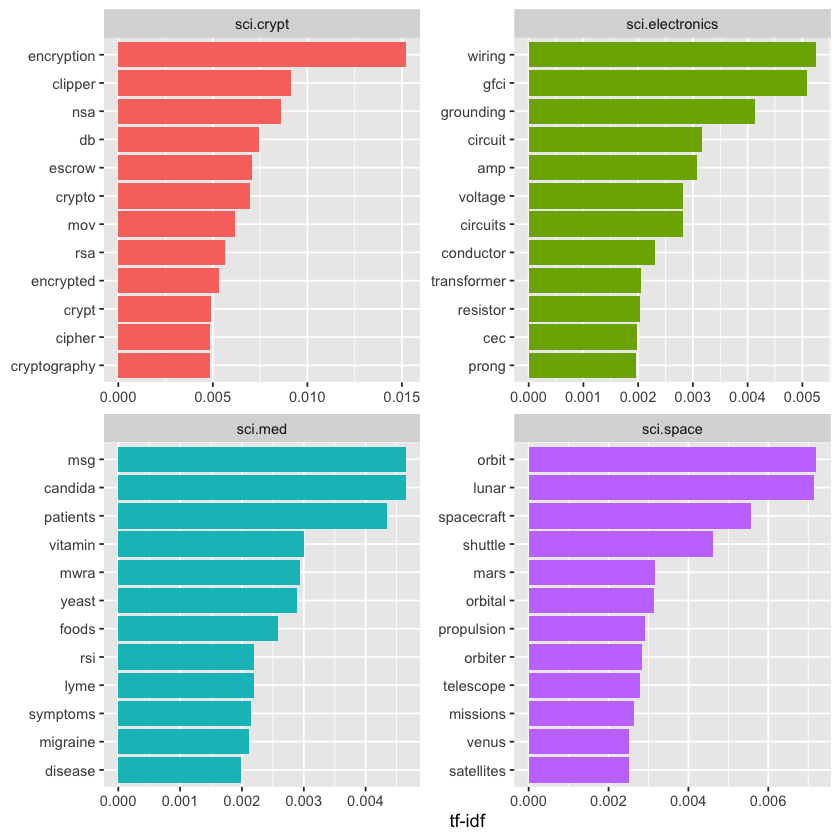 sci.crypt
encryption
clipper
nsa
db
escrow
crypto
mov
rsa
encrypted
crypt
cipher
cryptography
0.000 0.005 0.010 0.015
sci.electronics
wiring
gfci
grounding
circuit
amp
voltage
circuits
conductor
transformer
resistor
cec
prong
0.000 0.001 0.002 0.003 0.004 0.005
sci.med
msg
candida
patients
vitamin
mwra
yeast
foods
rsi
lyme
symptoms
migraine
disease
0.000 0.001 0.002 0.003 0.004
sci.space
orbit
lunar
spacecraft
shuttle
mars
orbital
propulsion
orbiter
telescope
missions
venus
satellites
0.000 0.002 0.004 0.006
tf-idf